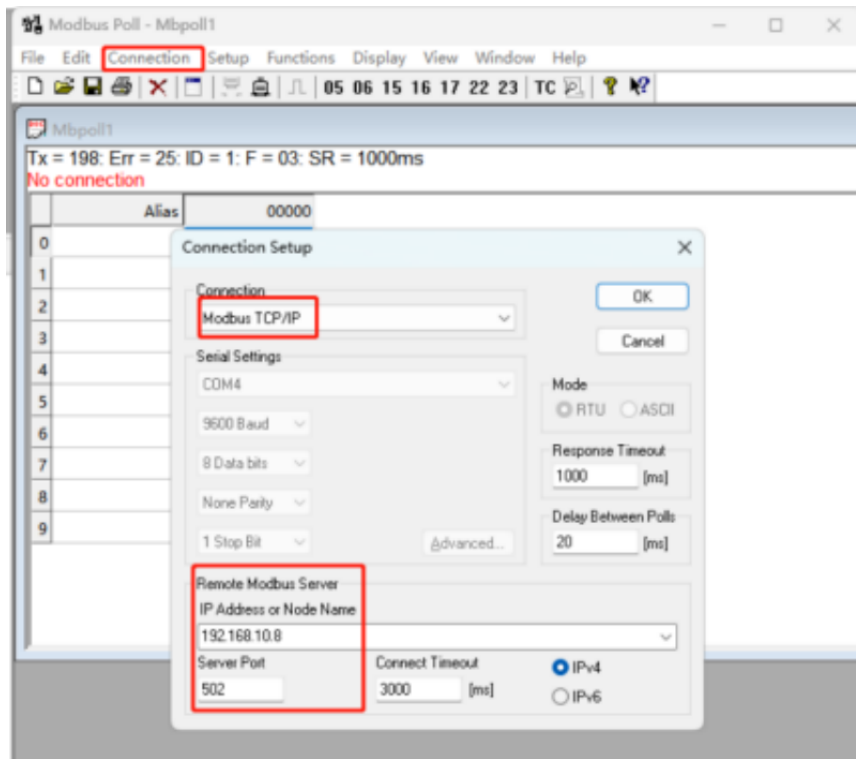 Modbus Poll - Mbpoll1
File Edit Connection Setup Functions Display View Window Help
05 06 15 16 17 22 23 TC
Mbpoll1
Tx = 198: Err = 25: ID = 1: F = 03: SR = 1000ms
No connection
Alias 00000
0
1
2
3
4
5
6
7
8
9
Connection Setup
Connection
Modbus TCP/IP
OK
Cancel
Serial Settings
COM4
9600 Baud
8 Data bits
None Parity
1 Stop Bit
Advanced...
Mode
RTU ASCII
Response Timeout
1000 [ms]
Delay Between Polls
20 [ms]
Remote Modbus Server
IP Address or Node Name
192.168.10.8
Server Port Connect Timeout
502 3000 [ms]
IPv4
IPv6